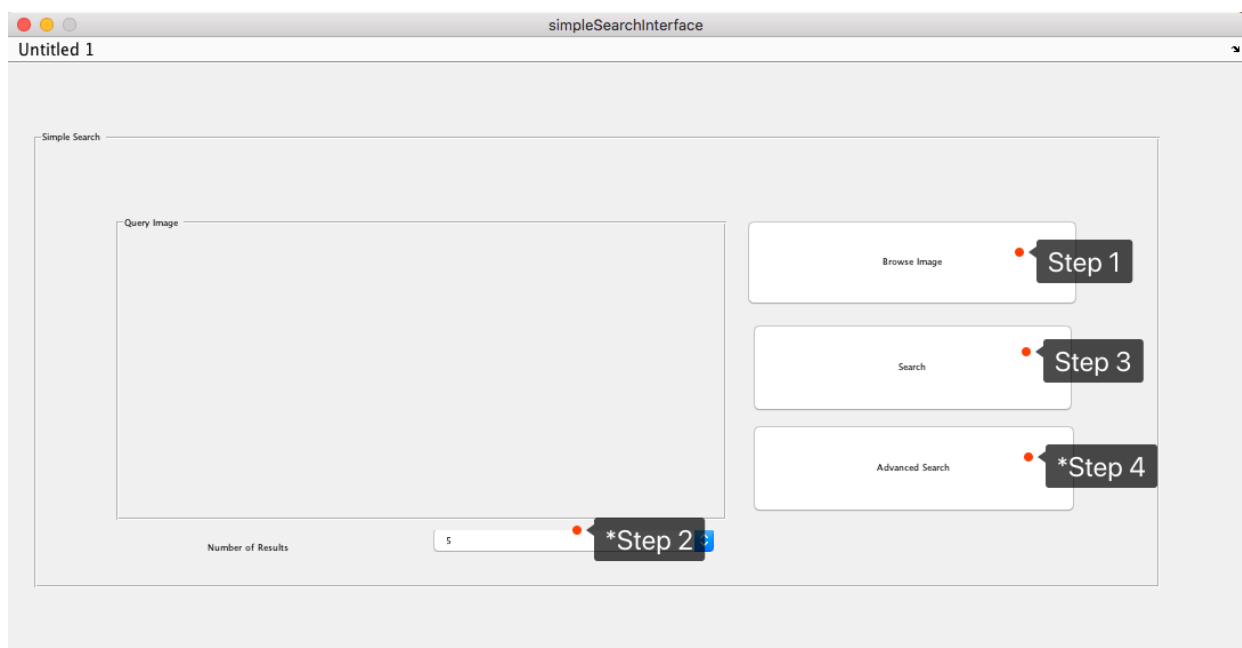 simpleSearchInterface
Untitled 1
Simple Search
Query Image
Browse Image
Step 1
Search
Step 3
Advanced Search
*Step 4
Number of Results
5
*Step 2